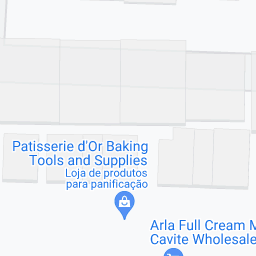 Patisserie d'Or Baking
Tools and Supplies
Loja de produtos
para panificação
Arla Full Cream M
Cavite Wholesale